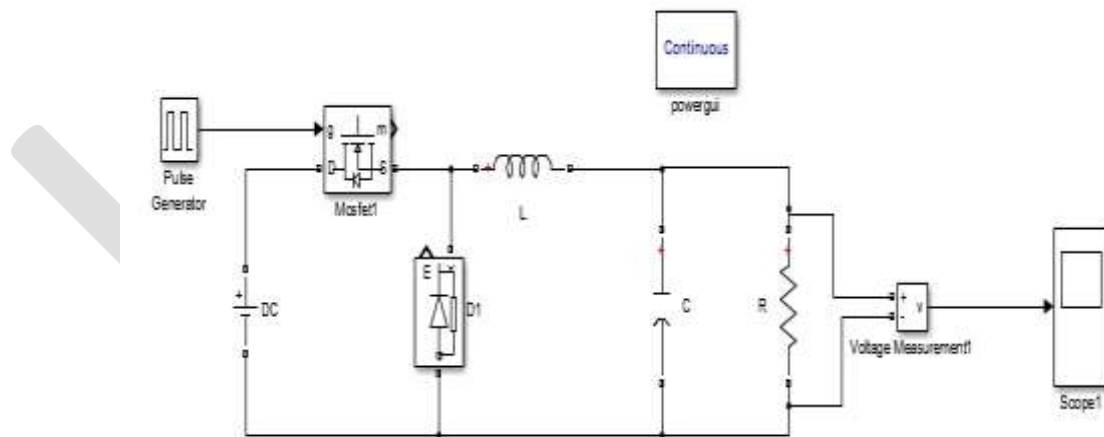 Continuous
powergui
Pulse
Generator
g
m
D
S
Mosfet1
+
L
+
DC
E
D1
+
C
+
R
+
-
v
Voltage Measurement1
Scope1